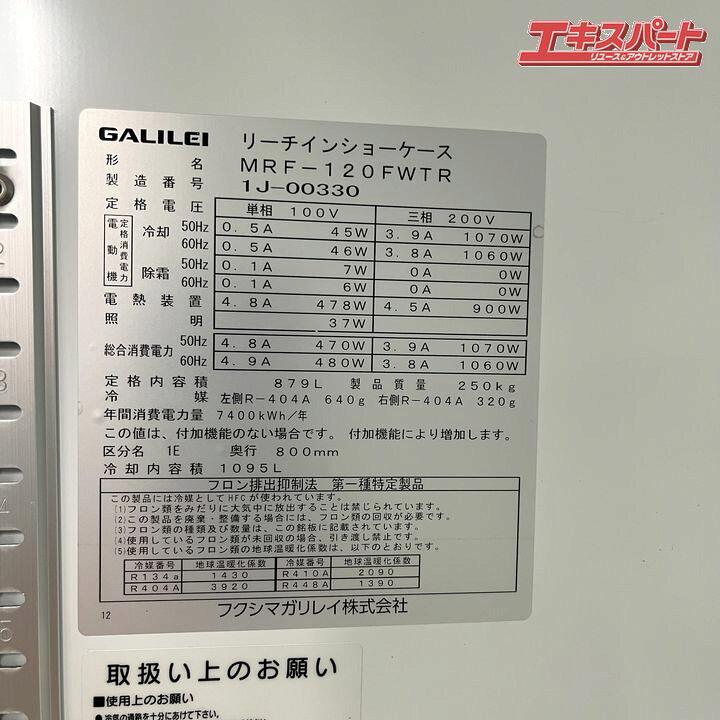 エキスパート
リユース&アウトレットストア
GALILEI リーチインショーケース
形名 MRF-120FWTR
製造番号 1J-00330
定格電圧 単相 100V 三相 200V
電動機 定格消費電力 冷却 50Hz 0.5A 45W 3.9A 1070W
60Hz 0.5A 46W 3.8A 1060W
除霜 50Hz 0.1A 7W 0A 0W
60Hz 0.1A 6W 0A 0W
電熱装置 4.8A 478W 4.5A 900W
照明 37W
総合消費電力 50Hz 4.8A 470W 3.9A 1070W
60Hz 4.9A 480W 3.8A 1060W
定格内容積 879L 製品質量 250kg
冷媒 左側R-404A 640g 右側R-404A 320g
年間消費電力量 7400kWh/年
この値は、付加機能のない場合です。付加機能により増加します。
区分名 1E 奥行 800mm
冷却内容積 1095L
フロン排出抑制法 第一種特定製品
この製品には冷媒としてHFCが使われています。
(1)フロン類をみだりに大気中に放出することは禁じられています。
(2)この製品を廃棄・整備する場合には、フロン類の回収が必要です。
(3)フロン類の種類及び数量は、この銘板に記載されています。
(4)使用しているフロン類が未回収の場合、引き渡し禁止です。
(5)使用しているフロン類の地球温暖化係数は、以下のとおりです。
冷媒番号 地球温暖化係数 冷媒番号 地球温暖化係数
R134a 1430 R410A 2090
R404A 3920 R448A 1390
12 フクシマガリレイ株式会社
取扱い上のお願い
■使用上のお願い
●冷気の通路を十分にあけて下さい。